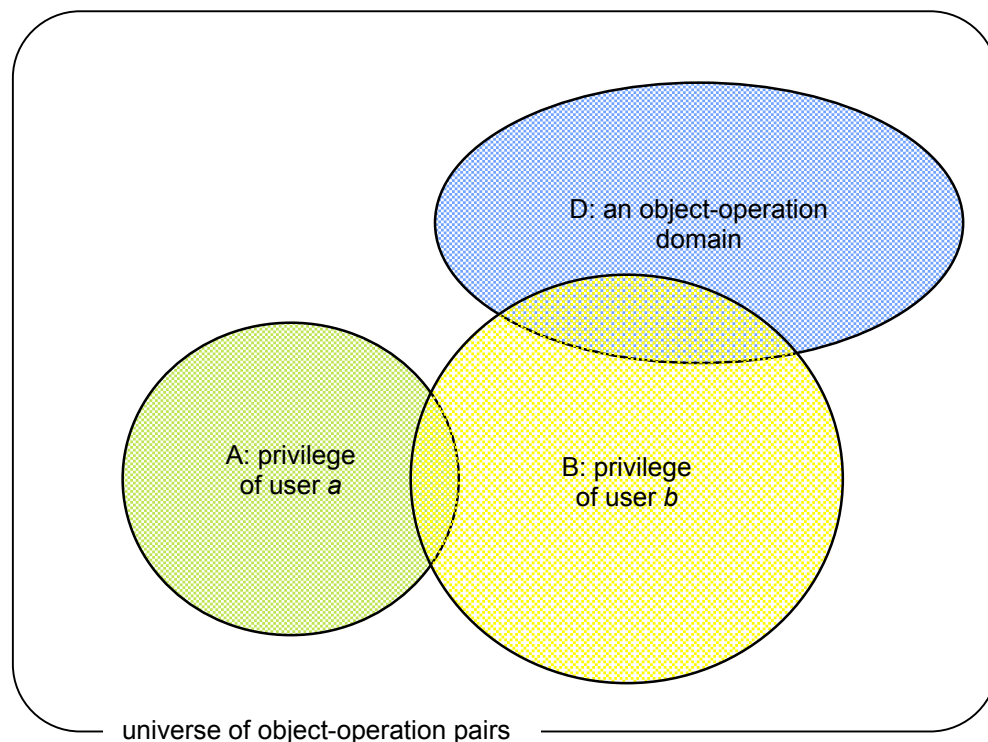 D: an object-operation
domain
A: privilege
of user a
B: privilege
of user b
universe of object-operation pairs